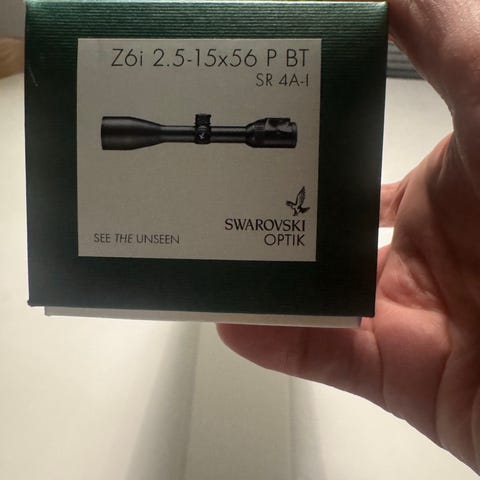 Z6i 2.5-15x56 P BT
SR 4A-I
SWAROVSKI
OPTIK
SEE THE UNSEEN